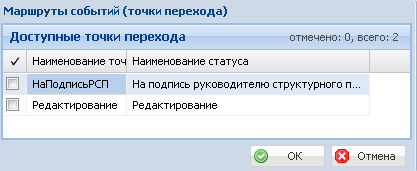 Маршруты событий (точки перехода)
Доступные точки перехода отмечено: 0, всего: 2
Наименование точ Наименование статуса
НаПодписьРСП На подпись руководителю структурного п...
Редактирование Редактирование
ОК Отмена